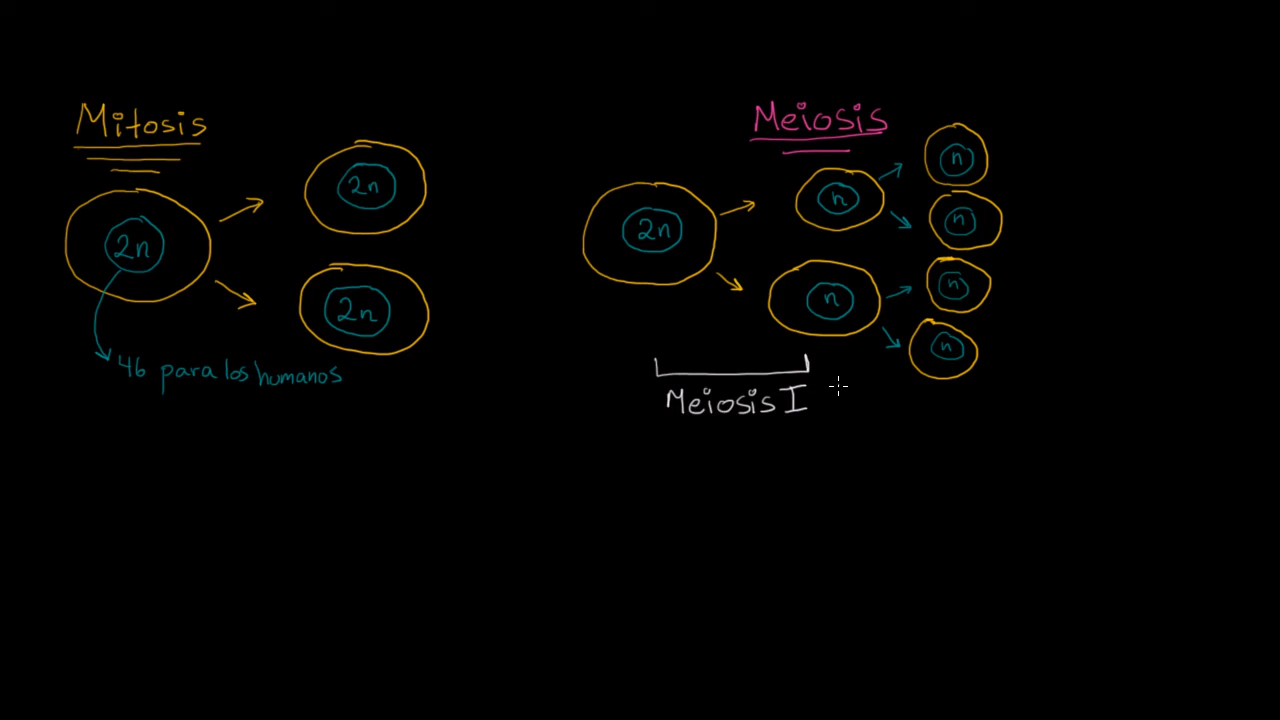 Mitosis
2n
2n
2n
46 para los humanos
Meiosis
2n
n
n
n
n
n
n
Meiosis I